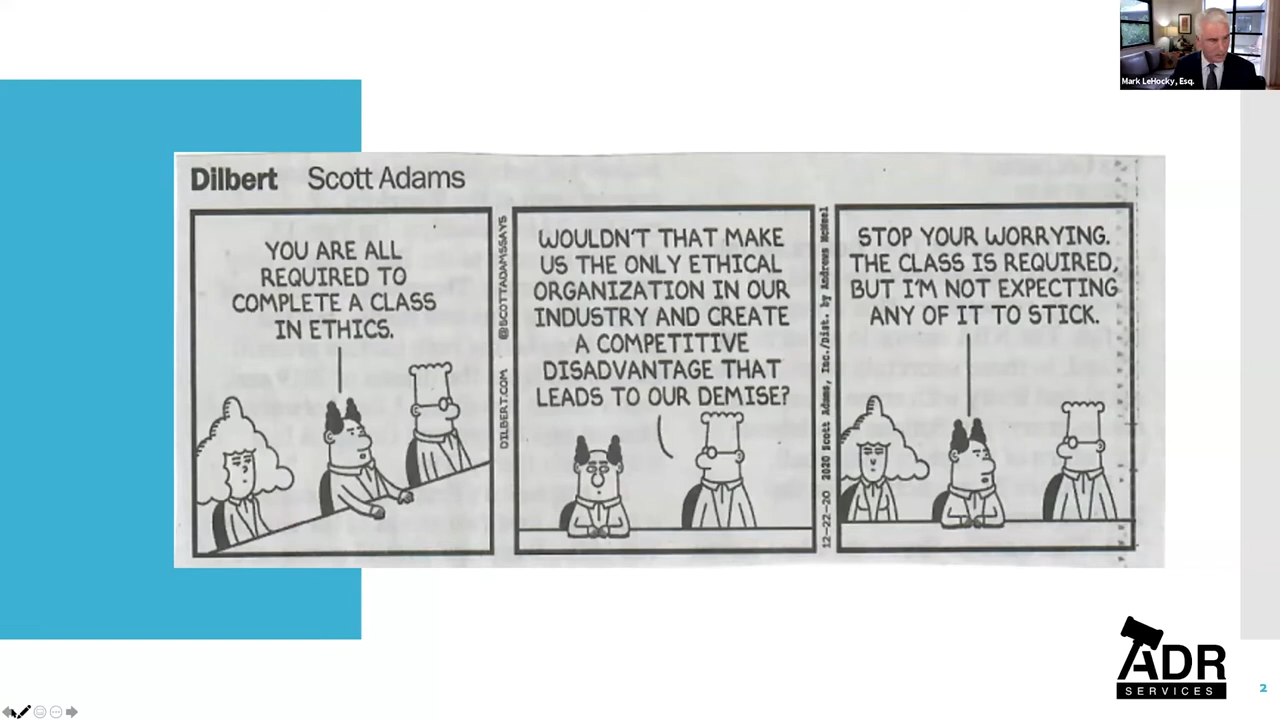 Mark LeHocky, Esq.
Dilbert Scott Adams
YOU ARE ALL
REQUIRED TO
COMPLETE A CLASS
IN ETHICS.
DILBERT.COM @SCOTTADAMSSAYS
WOULDN'T THAT MAKE
US THE ONLY ETHICAL
ORGANIZATION IN OUR
INDUSTRY AND CREATE
A COMPETITIVE
DISADVANTAGE THAT
LEADS TO OUR DEMISE?
12-22-20 2020 Scott Adams, Inc./Dist. by Andrews McMeel
STOP YOUR WORRYING.
THE CLASS IS REQUIRED,
BUT I'M NOT EXPECTING
ANY OF IT TO STICK.
ADR
SERVICES
2